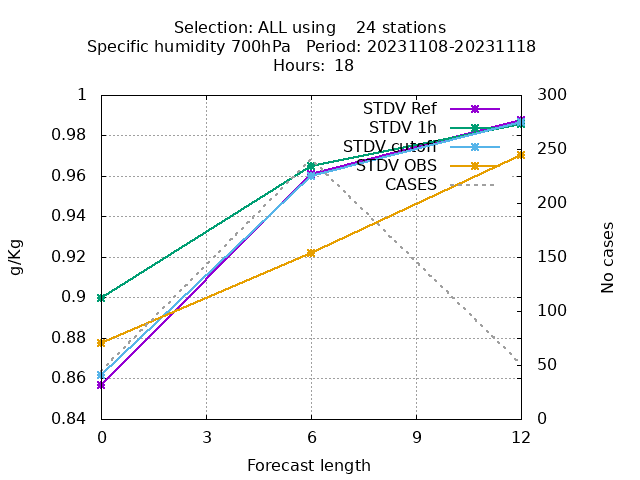 Selection: ALL using    24 stations
Specific humidity 700hPa   Period: 20231108-20231118
Hours:  18
1
0.98
0.96
0.94
0.92
0.9
0.88
0.86
0.84
g/Kg
STDV Ref
STDV 1h
STDV cutoff
STDV OBS
CASES
300
250
200
150
100
50
0
No cases
0
3
6
9
12
Forecast length